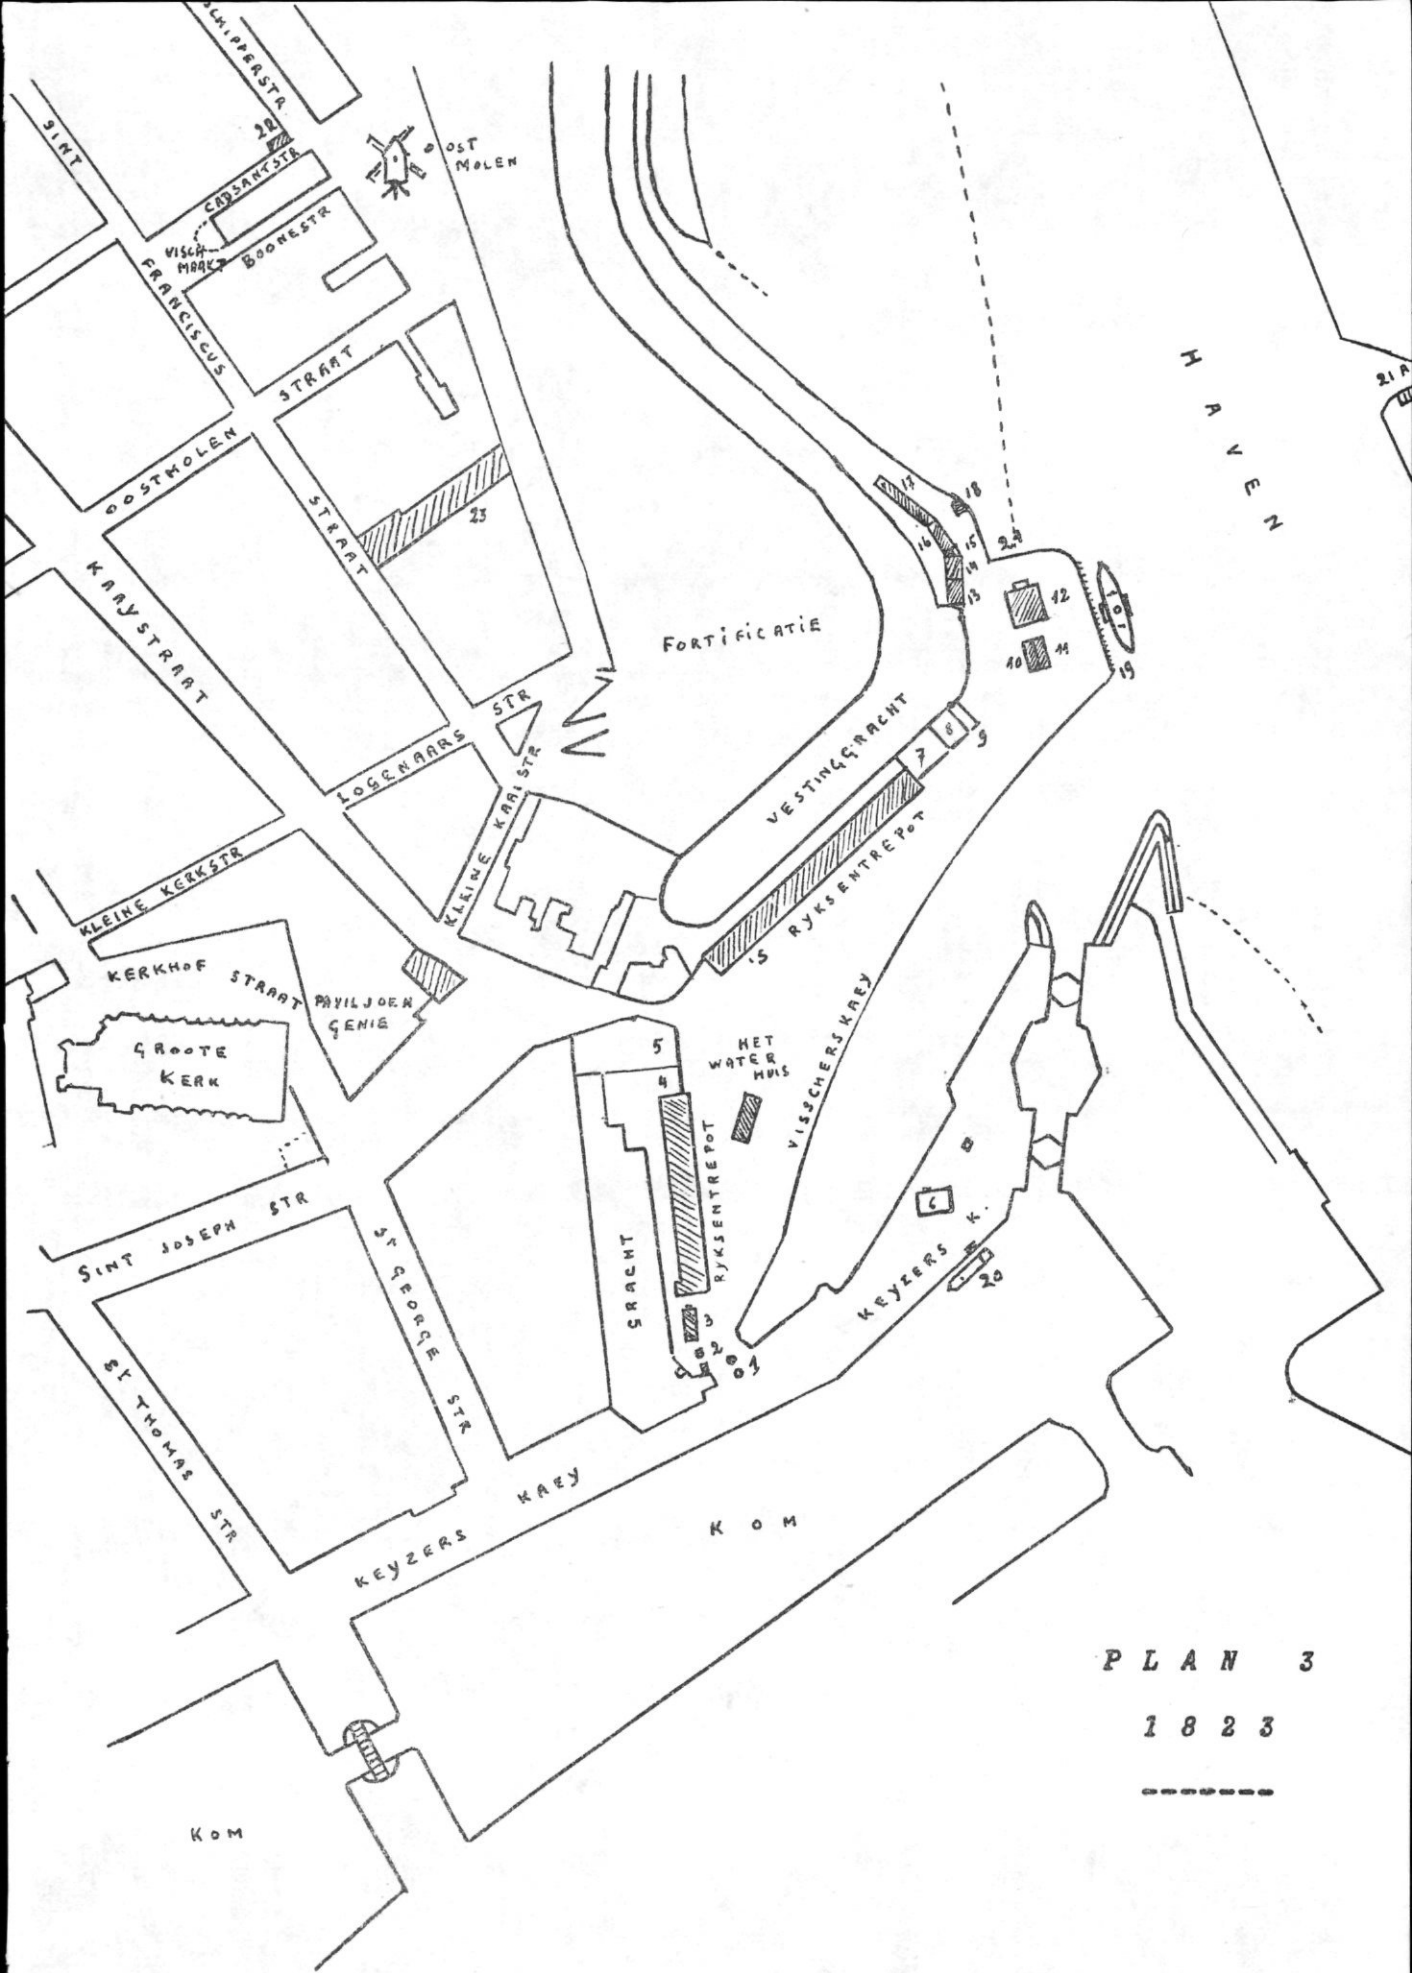 SCHIPPERSTR
SINT
22
CADSANTSTR
OOST
MOLEN
VISCH
MARKT
BOONESTR
FRANCISCUS
STRAAT
HAVEN
21A
OOSTMOLEN
STRAAT
23
17
18
16
15
14
13
21
12
10
11
19
KAAYSTRAAT
FORTIFICATIE
STR
LOGENAARS
KLEINE KAAISTR
VESTINGGRACHT
7
8
9
RYKSENTREPOT
.5
KLEINE KERKSTR
KERKHOF
STRAAT
PAVILJOEN
GENIE
GROOTE
KERK
5
4
HET
WATER
HUIS
VISSCHERSKAEY
RYKSENTREPOT
GRACHT
6
KEYZERS K.
20
3
2
1
SINT JOSEPH STR
ST GEORGE STR
ST THOMAS STR
KEYZERS KAEY
KOM
KOM
PLAN 3
1823
-------